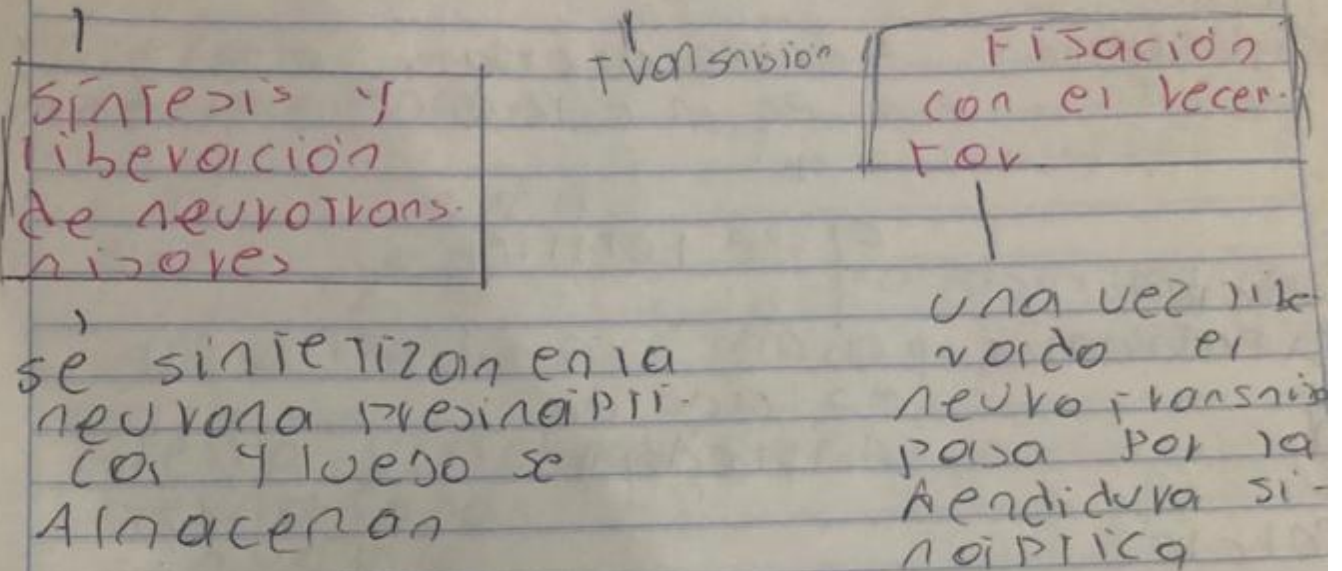 Síntesis y
liberación
de neurotrans-
misores
se sintetizan en la
neurona presinápti-
ca y luego se
Almacenan
Transmisión
Fijación
con el recep-
tor
una vez libe
rado el
neurotransmis
pasa por la
hendidura si-
náptica